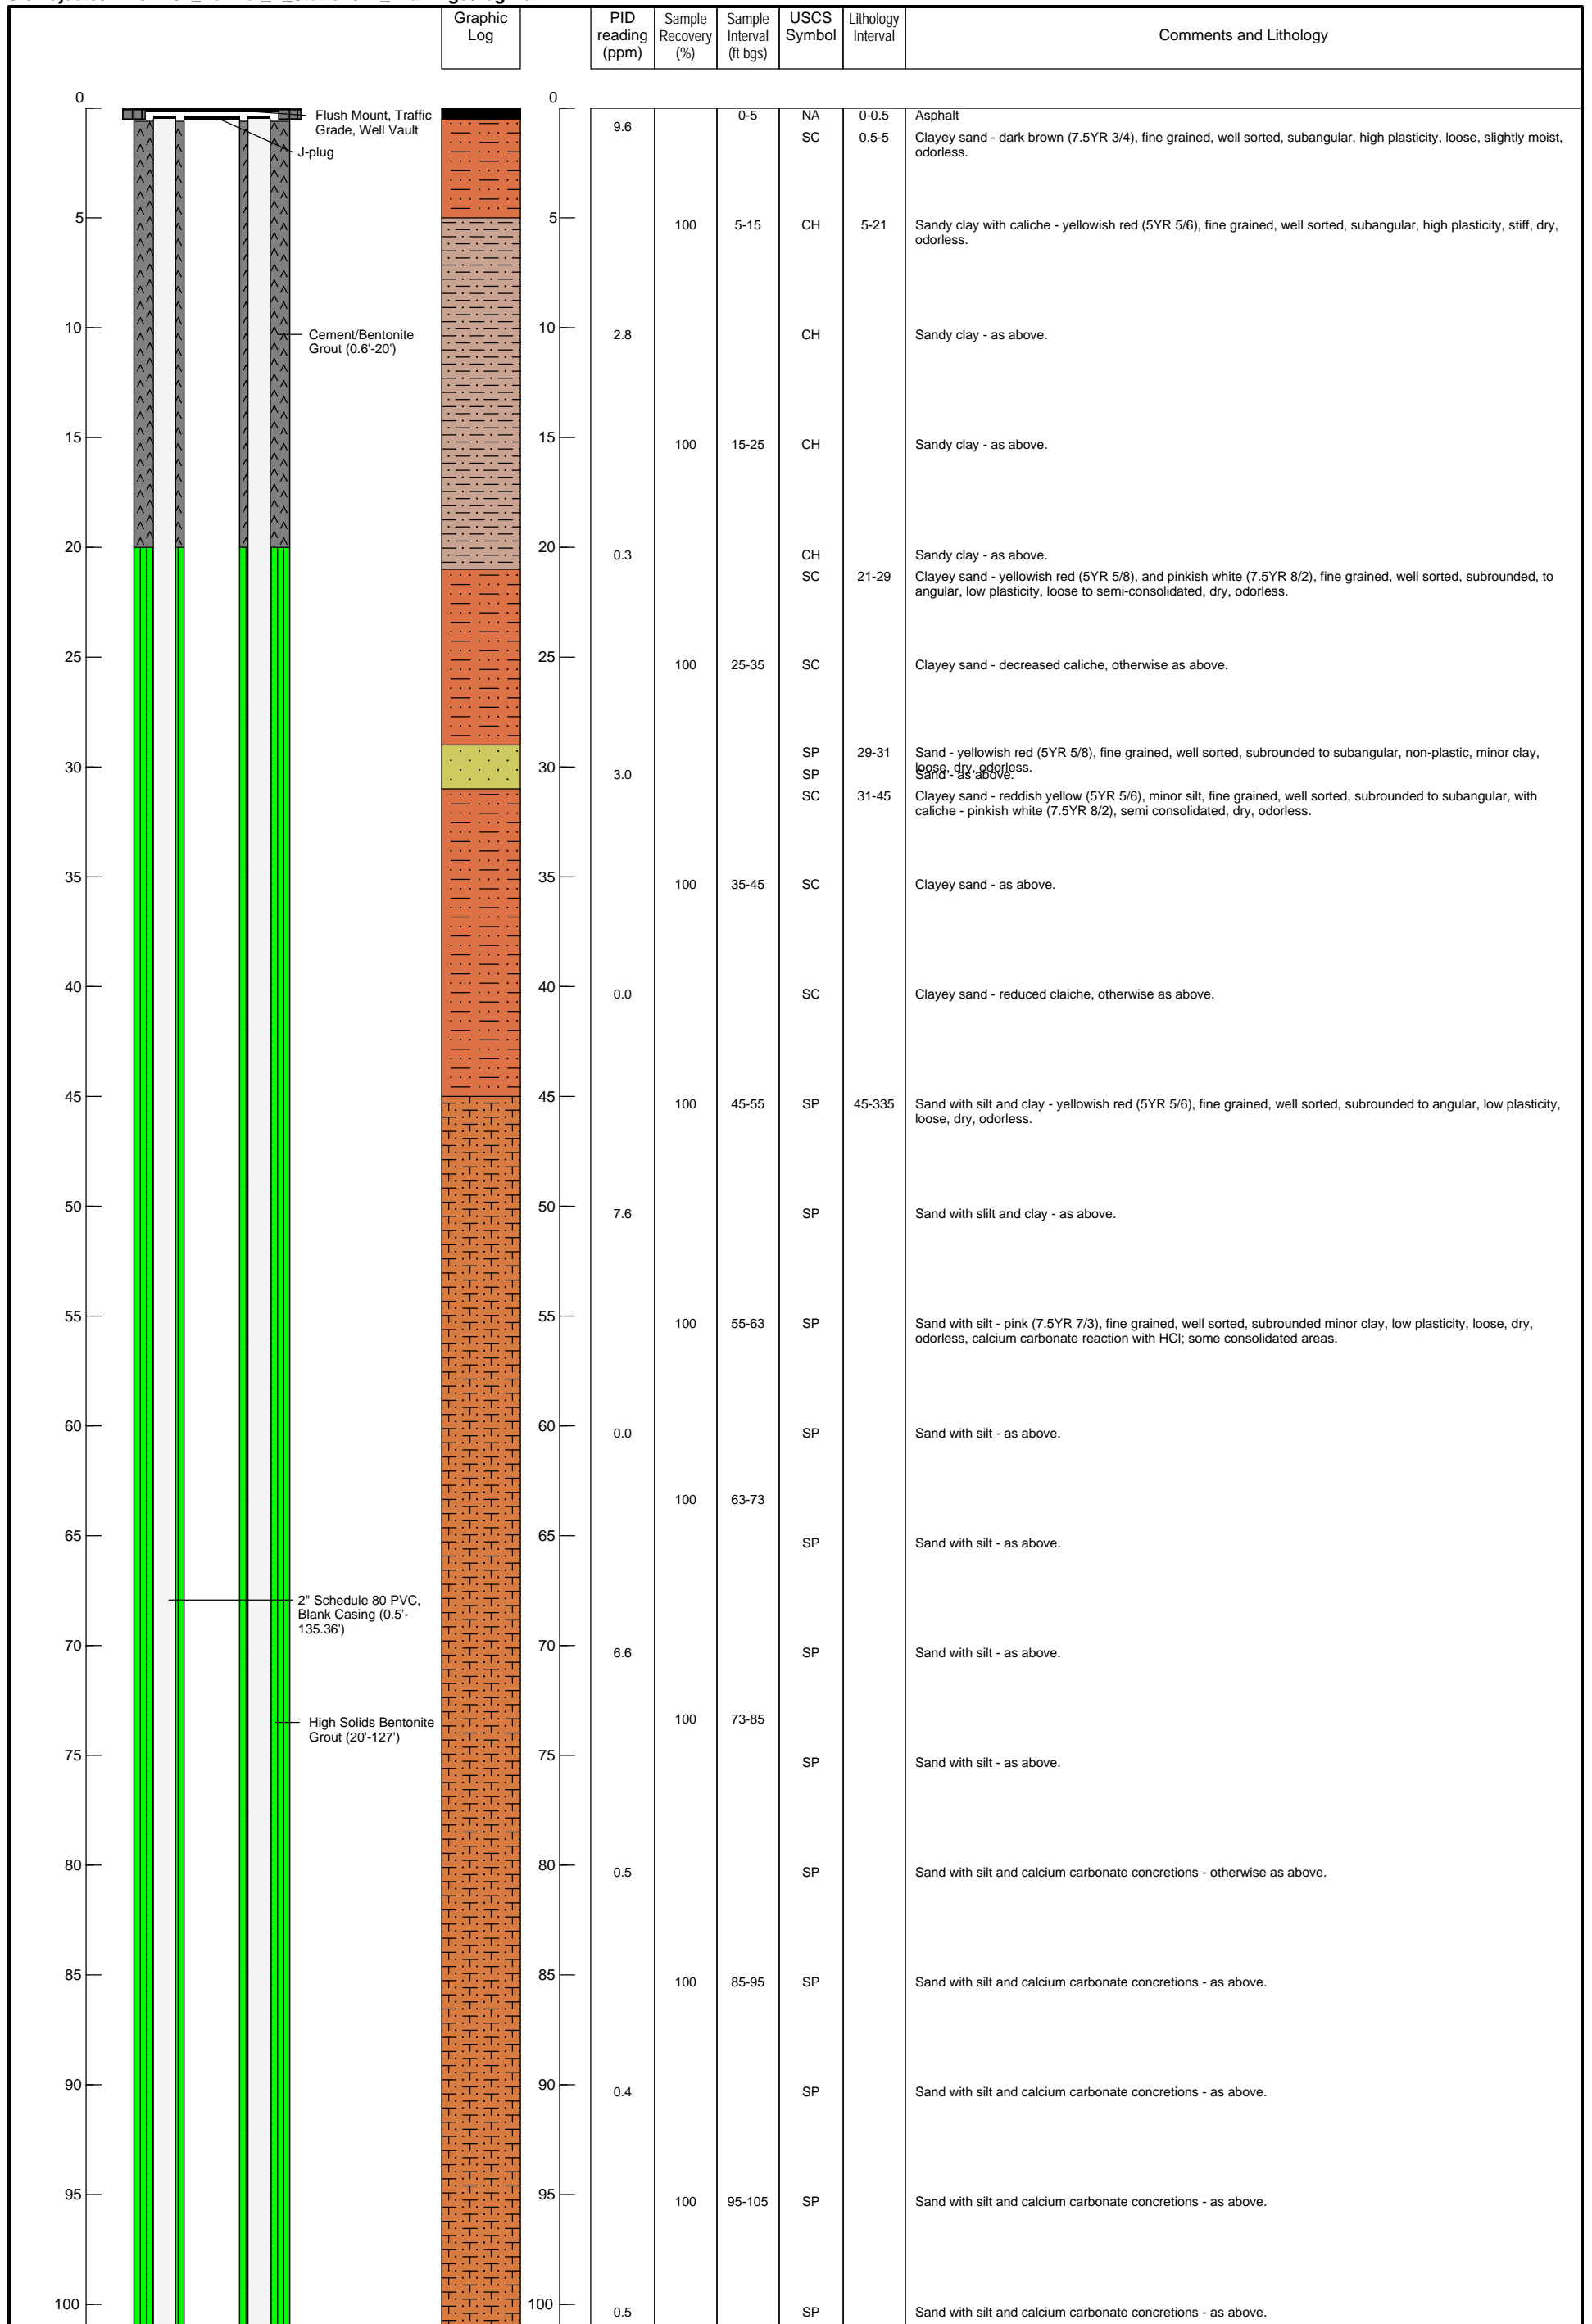 Graphic Log
PID reading (ppm)
Sample Recovery (%)
Sample Interval (ft bgs)
USCS Symbol
Lithology Interval
Comments and Lithology
0
0
Flush Mount, Traffic
Grade, Well Vault
J-plug
0-5 NA 0-0.5 Asphalt
9.6
SC 0.5-5 Clayey sand - dark brown (7.5YR 3/4), fine grained, well sorted, subangular, high plasticity, loose, slightly moist,
odorless.
5
5
100 5-15 CH 5-21 Sandy clay with caliche - yellowish red (5YR 5/6), fine grained, well sorted, subangular, high plasticity, stiff, dry,
odorless.
10
Cement/Bentonite
Grout (0.6'-20')
10
2.8 CH Sandy clay - as above.
15
15
100 15-25 CH Sandy clay - as above.
20
20
0.3 CH Sandy clay - as above.
SC 21-29 Clayey sand - yellowish red (5YR 5/8), and pinkish white (7.5YR 8/2), fine grained, well sorted, subrounded, to
angular, low plasticity, loose to semi-consolidated, dry, odorless.
25
25
100 25-35 SC Clayey sand - decreased caliche, otherwise as above.
SP 29-31 Sand - yellowish red (5YR 5/8), fine grained, well sorted, subrounded to subangular, non-plastic, minor clay,
loose, dry, odorless.
30
30
3.0 SP Sand - as above.
SC 31-45 Clayey sand - reddish yellow (5YR 5/6), minor silt, fine grained, well sorted, subrounded to subangular, with
caliche - pinkish white (7.5YR 8/2), semi consolidated, dry, odorless.
35
35
100 35-45 SC Clayey sand - as above.
40
40
0.0 SC Clayey sand - reduced claiche, otherwise as above.
45
45
100 45-55 SP 45-335 Sand with silt and clay - yellowish red (5YR 5/6), fine grained, well sorted, subrounded to angular, low plasticity,
loose, dry, odorless.
50
50
7.6 SP Sand with slilt and clay - as above.
55
55
100 55-63 SP Sand with silt - pink (7.5YR 7/3), fine grained, well sorted, subrounded minor clay, low plasticity, loose, dry,
odorless, calcium carbonate reaction with HCl; some consolidated areas.
60
60
0.0 SP Sand with silt - as above.
100 63-73
65
65
SP Sand with silt - as above.
2" Schedule 80 PVC,
Blank Casing (0.5'-
135.36')
70
70
6.6 SP Sand with silt - as above.
High Solids Bentonite
Grout (20'-127')
100 73-85
75
75
SP Sand with silt - as above.
80
80
0.5 SP Sand with silt and calcium carbonate concretions - otherwise as above.
85
85
100 85-95 SP Sand with silt and calcium carbonate concretions - as above.
90
90
0.4 SP Sand with silt and calcium carbonate concretions - as above.
95
95
100 95-105 SP Sand with silt and calcium carbonate concretions - as above.
100
100
0.5 SP Sand with silt and calcium carbonate concretions - as above.